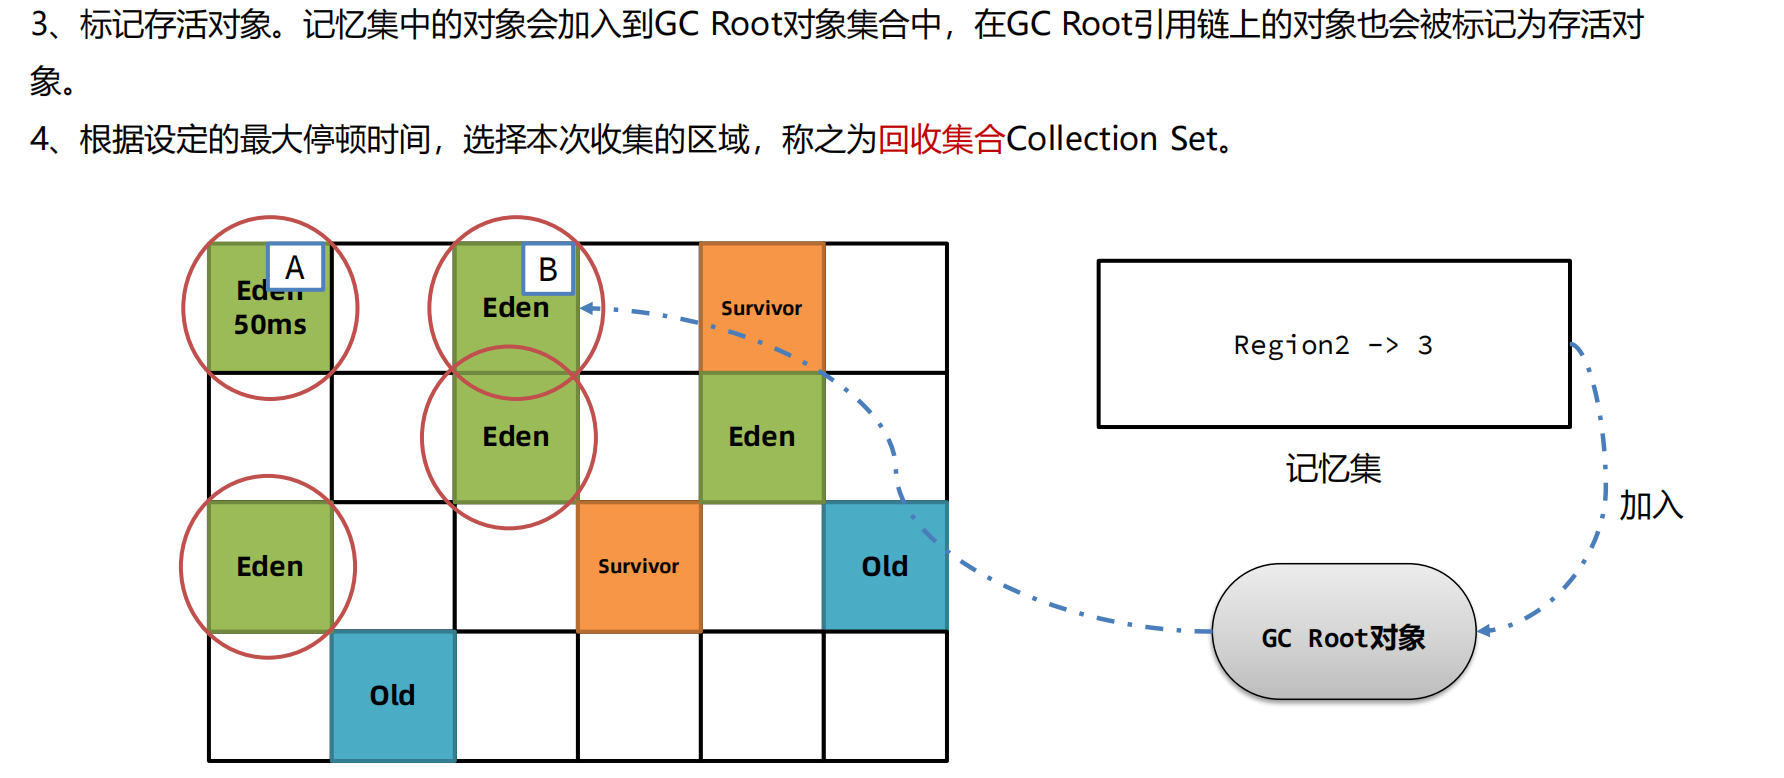 3、标记存活对象。记忆集中的对象会加入到GC Root对象集合中，在GC Root引用链上的对象也会被标记为存活对
象。
4、根据设定的最大停顿时间，选择本次收集的区域，称之为回收集合Collection Set。
A
Eden
50ms
B
Eden
Survivor
Region2 -> 3
Eden
Eden
记忆集
加入
Eden
Survivor
Old
GC Root对象
Old